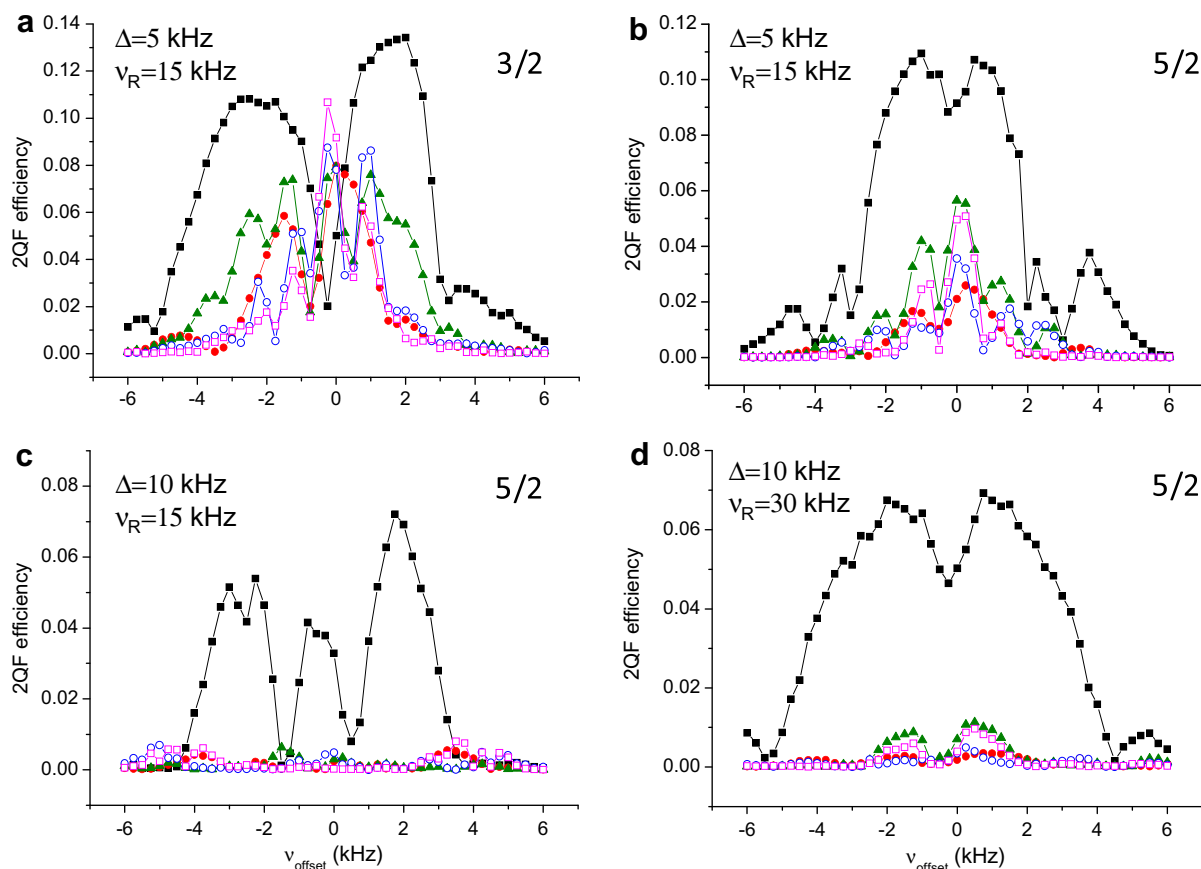 a
Δ=5 kHz
νR=15 kHz
3/2
2QF efficiency
0.14
0.12
0.10
0.08
0.06
0.04
0.02
0.00
-6 -4 -2 0 2 4 6
b
Δ=5 kHz
νR=15 kHz
5/2
2QF efficiency
0.12
0.10
0.08
0.06
0.04
0.02
0.00
-6 -4 -2 0 2 4 6
c
Δ=10 kHz
νR=15 kHz
5/2
2QF efficiency
0.08
0.06
0.04
0.02
0.00
-6 -4 -2 0 2 4 6
νoffset (kHz)
d
Δ=10 kHz
νR=30 kHz
5/2
2QF efficiency
0.08
0.06
0.04
0.02
0.00
-6 -4 -2 0 2 4 6
νoffset (kHz)